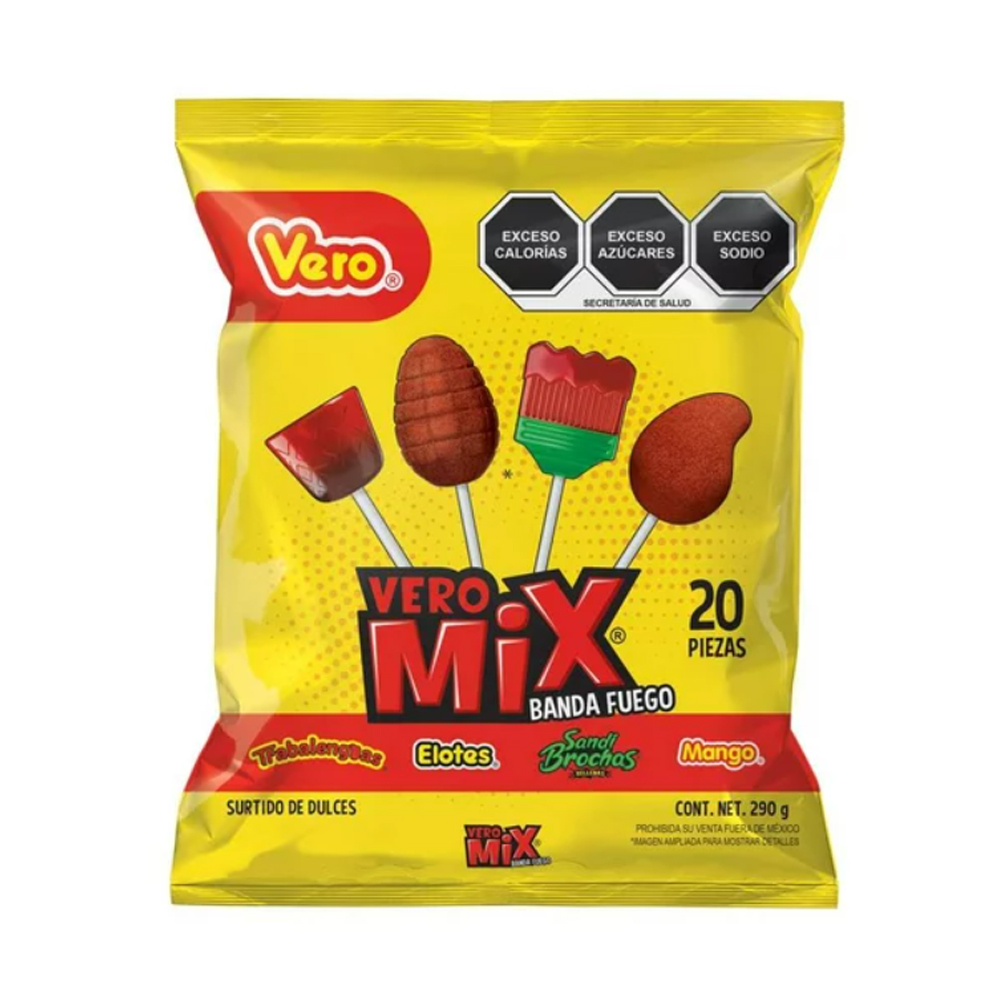 Vero®
EXCESO CALORÍAS
EXCESO AZÚCARES
EXCESO SODIO
SECRETARÍA DE SALUD
*
VERO
MiX®
BANDA FUEGO
20
PIEZAS
Trabalenguas
Elotes®
Sandi Brochas
RELLENAS
Mango®
SURTIDO DE DULCES
CONT. NET. 290 g
PROHIBIDA SU VENTA FUERA DE MÉXICO
*IMAGEN AMPLIADA PARA MOSTRAR DETALLES
VERO
MiX®
BANDA FUEGO